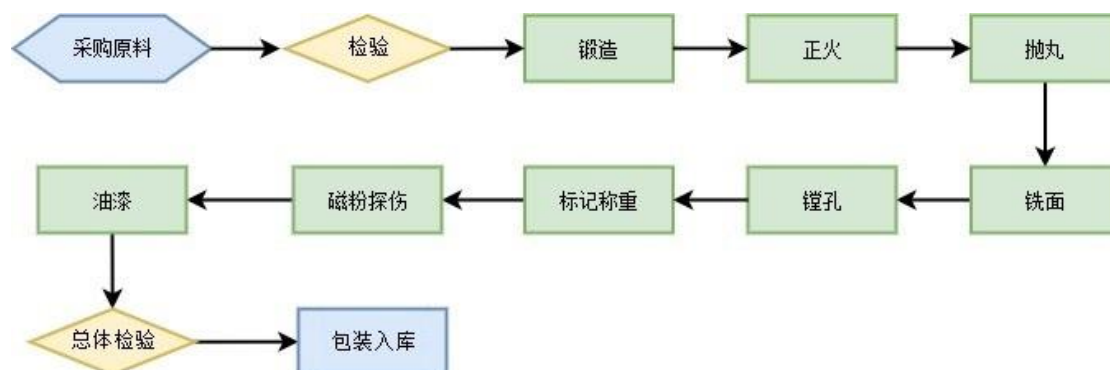 采购原料
检验
锻造
正火
抛丸
铣面
镗孔
标记称重
磁粉探伤
油漆
总体检验
包装入库